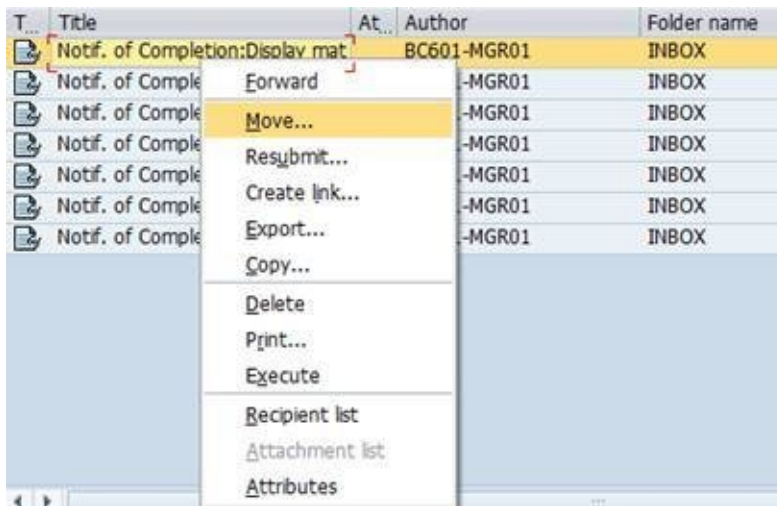 T... Title At... Author Folder name
Notif. of Completion:Display mat BC601-MGR01 INBOX
Notif. of Comple -MGR01 INBOX
Notif. of Comple -MGR01 INBOX
Notif. of Comple -MGR01 INBOX
Notif. of Comple -MGR01 INBOX
Notif. of Comple -MGR01 INBOX
Notif. of Comple -MGR01 INBOX
Forward
Move...
Resubmit...
Create link...
Export...
Copy...
Delete
Print...
Execute
Recipient list
Attachment list
Attributes